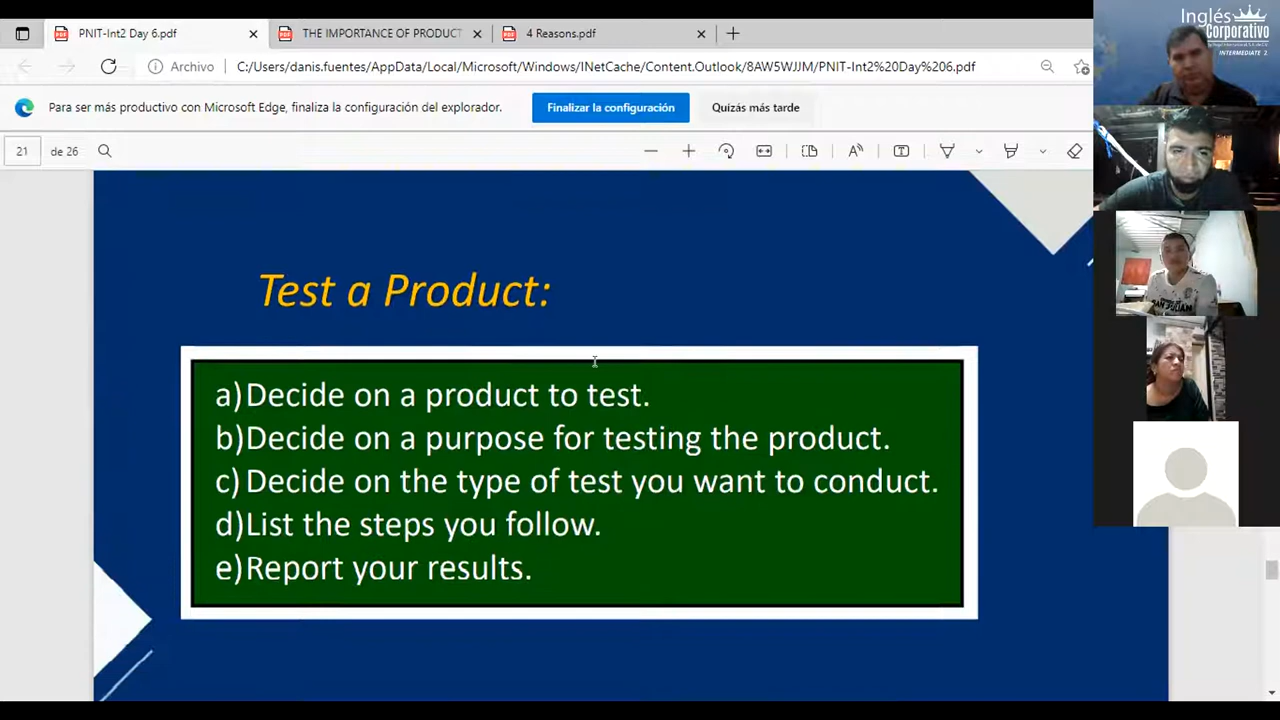 PNIT-Int2 Day 6.pdf
THE IMPORTANCE OF PRODUCT
4 Reasons.pdf
Archivo
C:/Users/danis.fuentes/AppData/Local/Microsoft/Windows/INetCache/Content.Outlook/8AW5WJJM/PNIT-Int2%20Day%206.pdf
Para ser más productivo con Microsoft Edge, finaliza la configuración del explorador.
Finalizar la configuración
Quizás más tarde
21 de 26
Test a Product:
a) Decide on a product to test.
b) Decide on a purpose for testing the product.
c) Decide on the type of test you want to conduct.
d) List the steps you follow.
e) Report your results.
Inglés
Corporativo
INTERMEDIATE 2